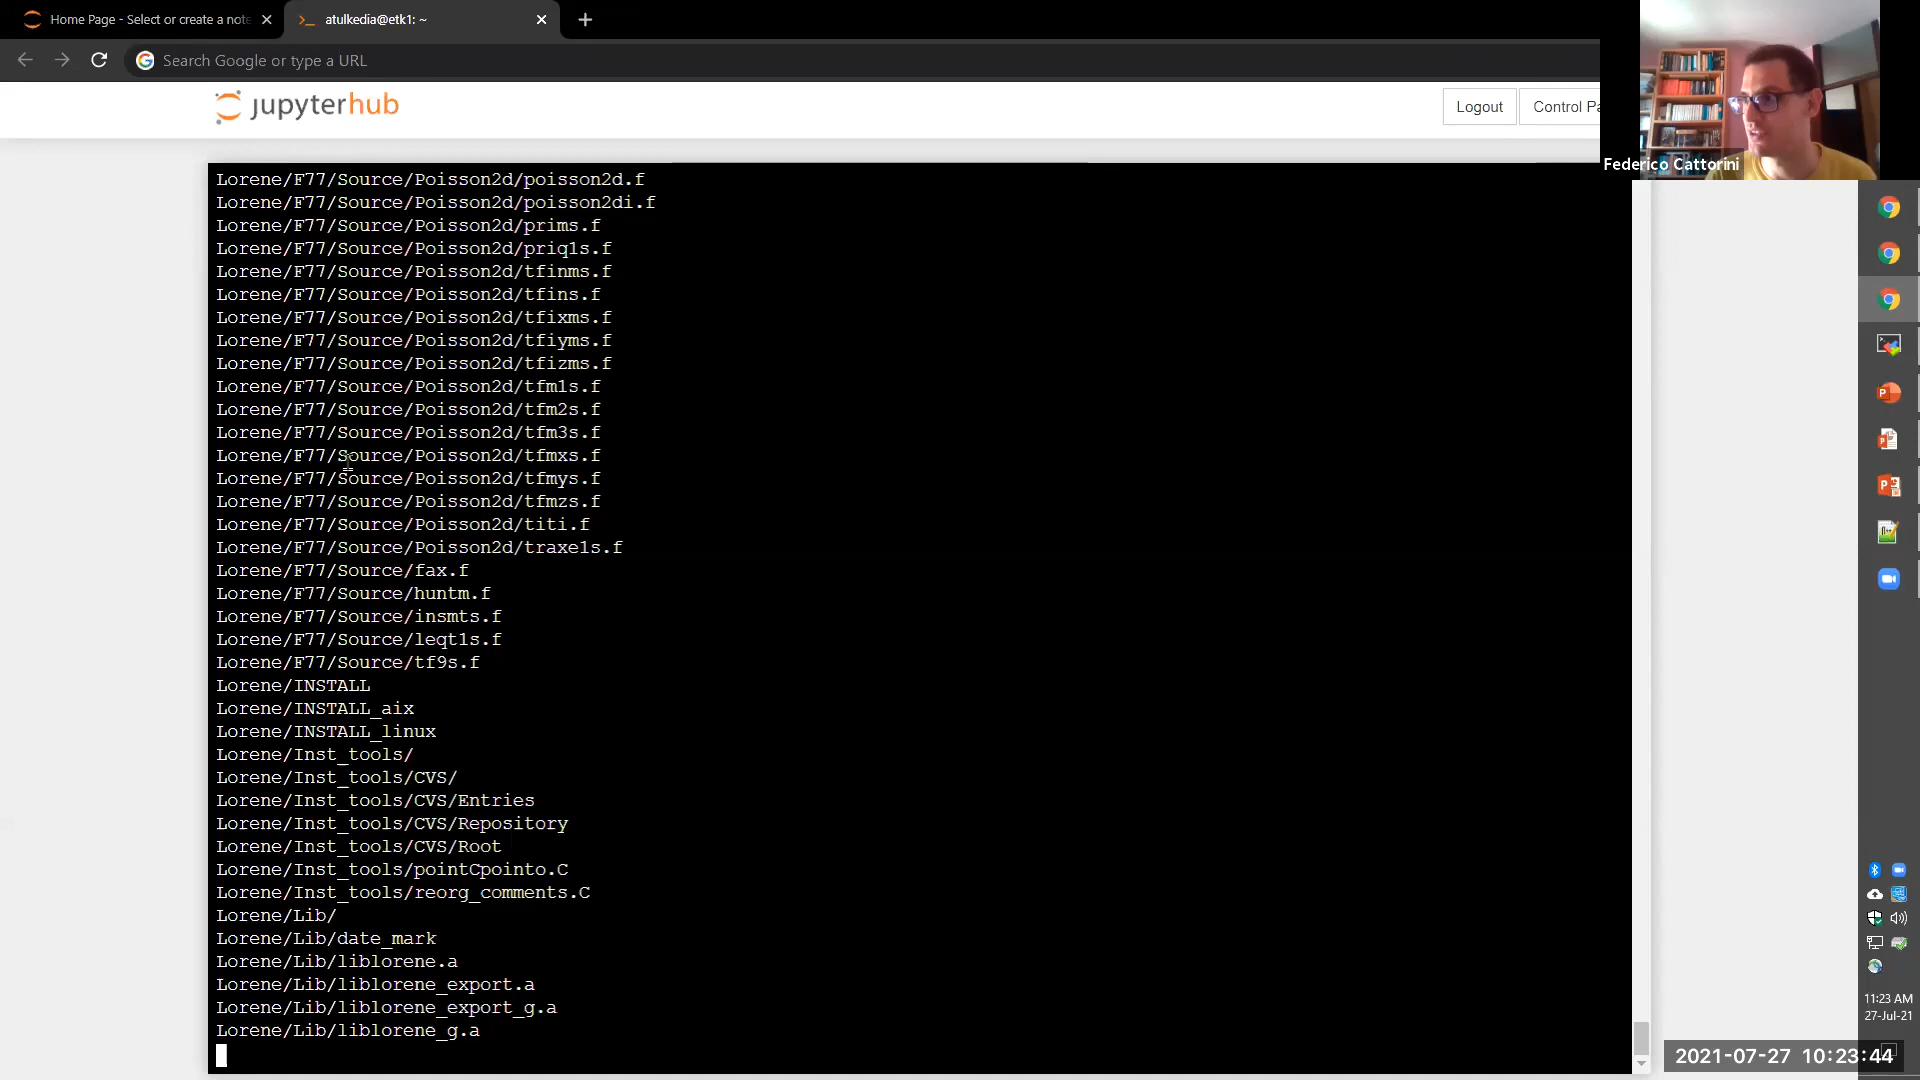 Home Page - Select or create a note
atulkedia@etk1: ~
Search Google or type a URL
jupyterhub
Logout
Control Pa
Federico Cattorini
Lorene/F77/Source/Poisson2d/poisson2d.f
Lorene/F77/Source/Poisson2d/poisson2di.f
Lorene/F77/Source/Poisson2d/prims.f
Lorene/F77/Source/Poisson2d/priq1s.f
Lorene/F77/Source/Poisson2d/tfinms.f
Lorene/F77/Source/Poisson2d/tfins.f
Lorene/F77/Source/Poisson2d/tfixms.f
Lorene/F77/Source/Poisson2d/tfiyms.f
Lorene/F77/Source/Poisson2d/tfizms.f
Lorene/F77/Source/Poisson2d/tfm1s.f
Lorene/F77/Source/Poisson2d/tfm2s.f
Lorene/F77/Source/Poisson2d/tfm3s.f
Lorene/F77/Source/Poisson2d/tfmxs.f
Lorene/F77/Source/Poisson2d/tfmys.f
Lorene/F77/Source/Poisson2d/tfmzs.f
Lorene/F77/Source/Poisson2d/titi.f
Lorene/F77/Source/Poisson2d/traxe1s.f
Lorene/F77/Source/fax.f
Lorene/F77/Source/huntm.f
Lorene/F77/Source/insmts.f
Lorene/F77/Source/leqt1s.f
Lorene/F77/Source/tf9s.f
Lorene/INSTALL
Lorene/INSTALL_aix
Lorene/INSTALL_linux
Lorene/Inst_tools/
Lorene/Inst_tools/CVS/
Lorene/Inst_tools/CVS/Entries
Lorene/Inst_tools/CVS/Repository
Lorene/Inst_tools/CVS/Root
Lorene/Inst_tools/pointCpointo.C
Lorene/Inst_tools/reorg_comments.C
Lorene/Lib/
Lorene/Lib/date_mark
Lorene/Lib/liblorene.a
Lorene/Lib/liblorene_export.a
Lorene/Lib/liblorene_export_g.a
Lorene/Lib/liblorene_g.a
11:23 AM
27-Jul-21
2021-07-27 10:23:44